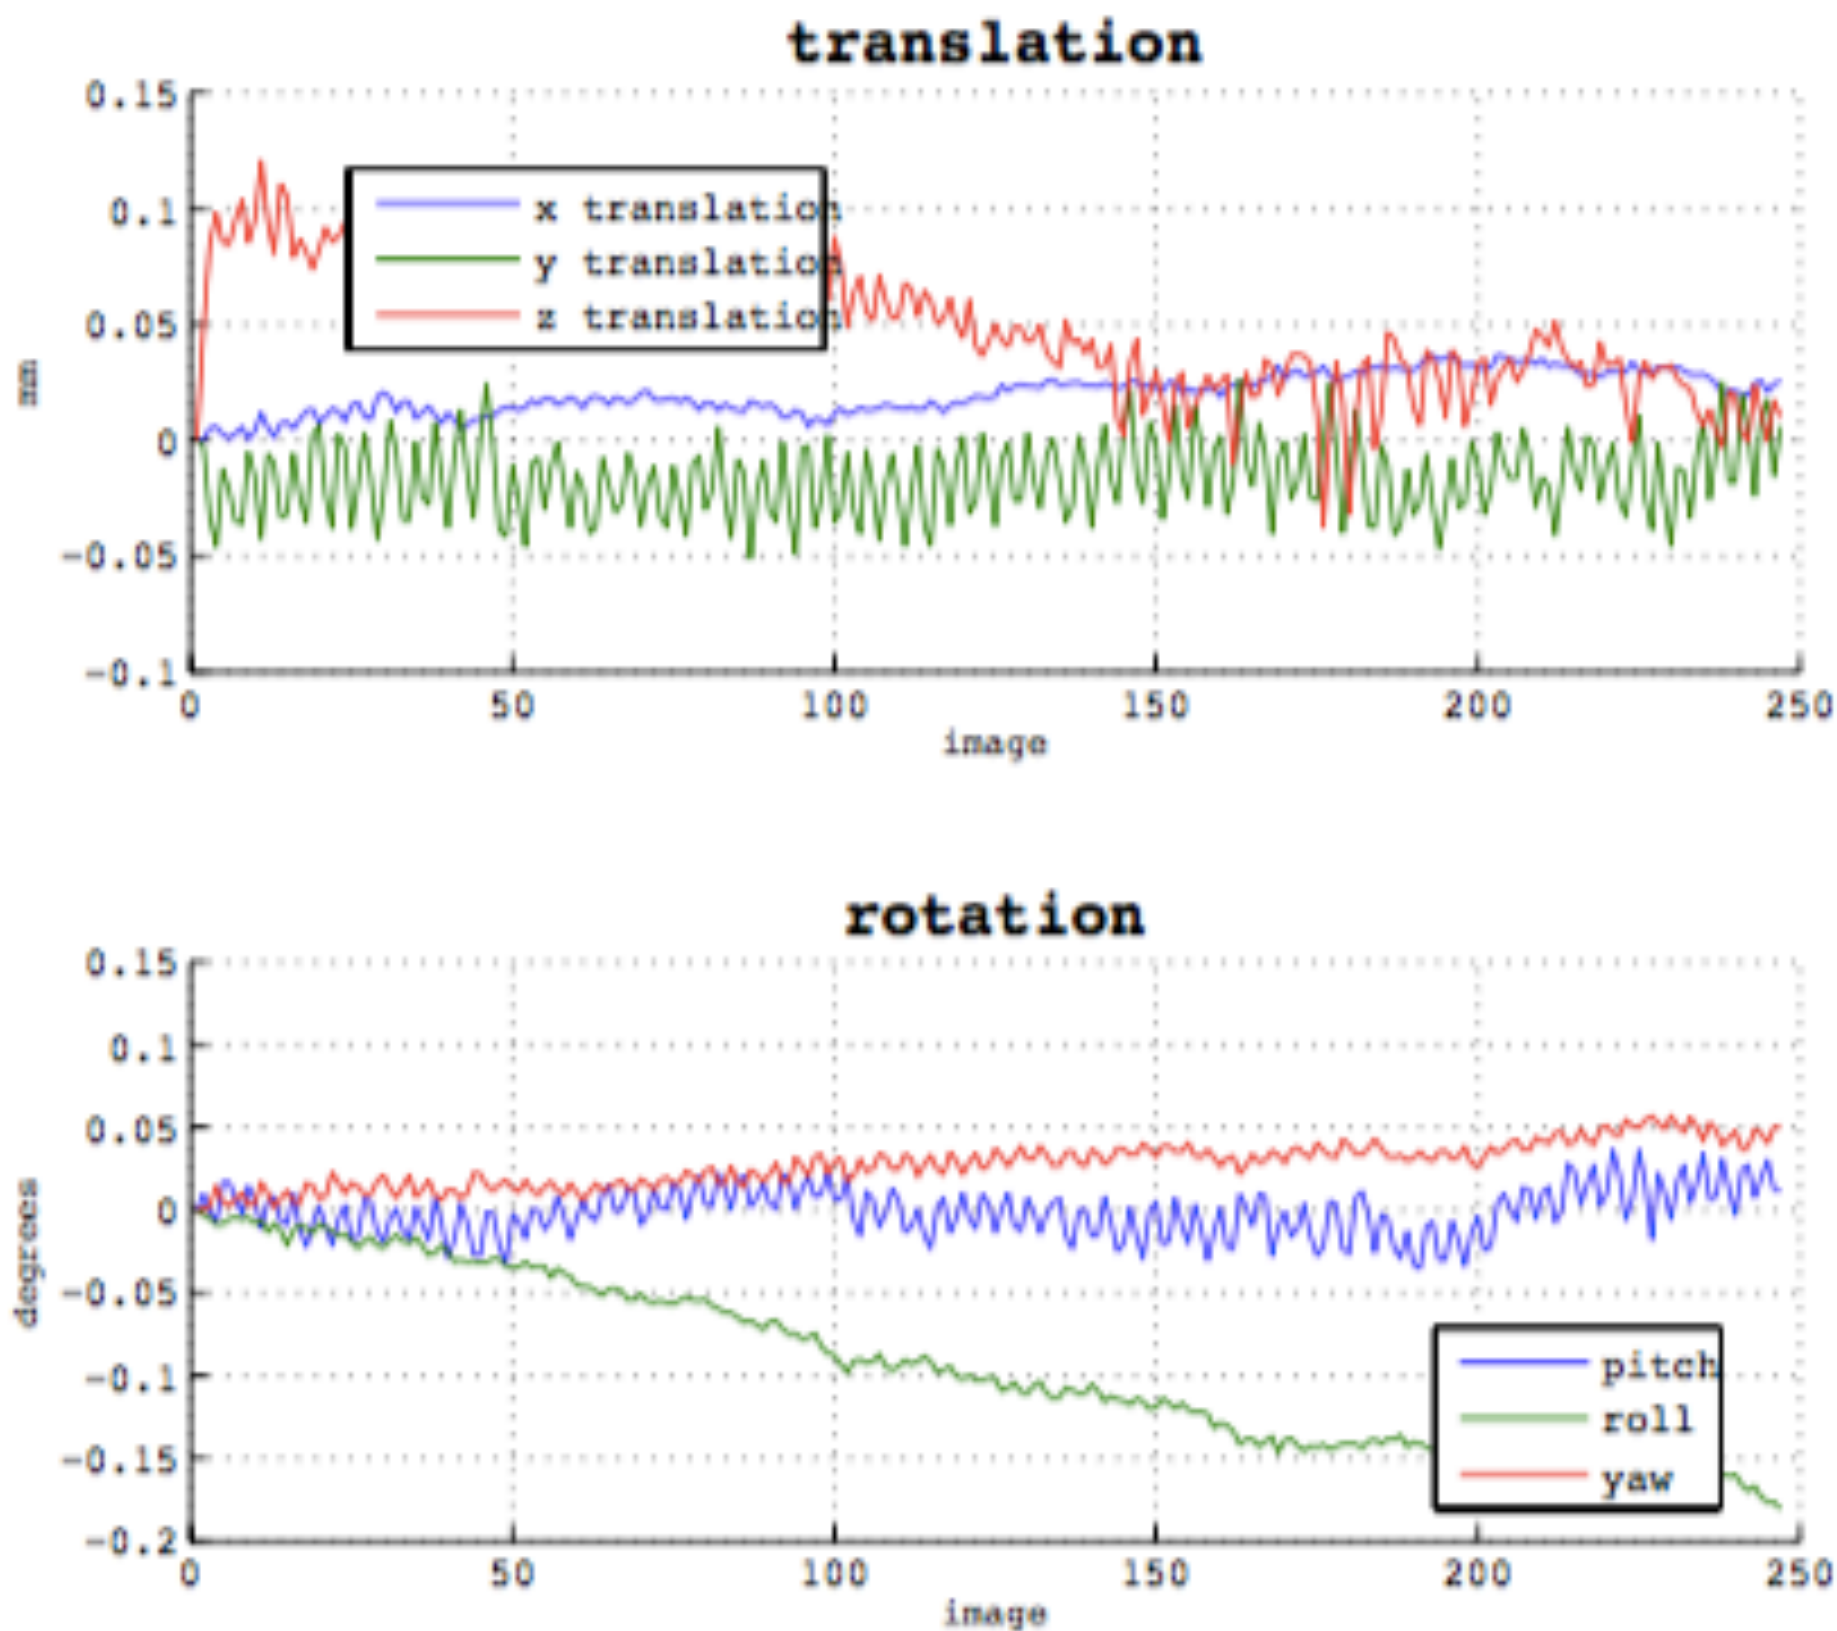 translation
0.15
0.1
0.05
0
-0.05
-0.1
mm
x translation
y translation
z translation
0 50 100 150 200 250
image
rotation
0.15
0.1
0.05
0
-0.05
-0.1
-0.15
-0.2
degrees
pitch
roll
yaw
0 50 100 150 200 250
image